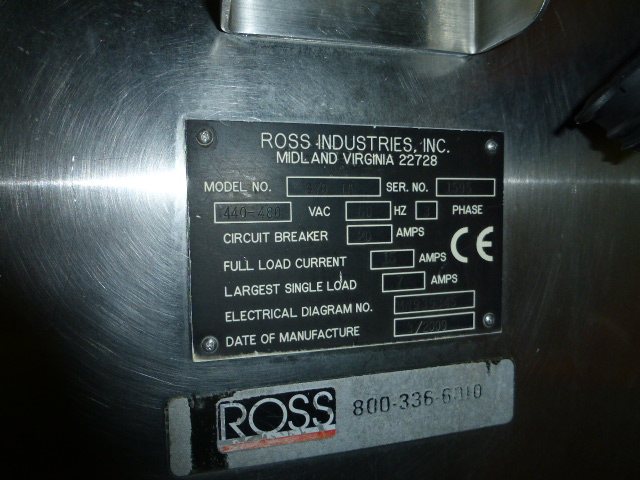 ROSS INDUSTRIES, INC.
MIDLAND VIRGINIA 22728
MODEL NO. SER. NO.
440-480 VAC 60 HZ PHASE
CIRCUIT BREAKER AMPS
FULL LOAD CURRENT AMPS
LARGEST SINGLE LOAD AMPS
CE
ELECTRICAL DIAGRAM NO.
DATE OF MANUFACTURE
ROSS 800-336-6010